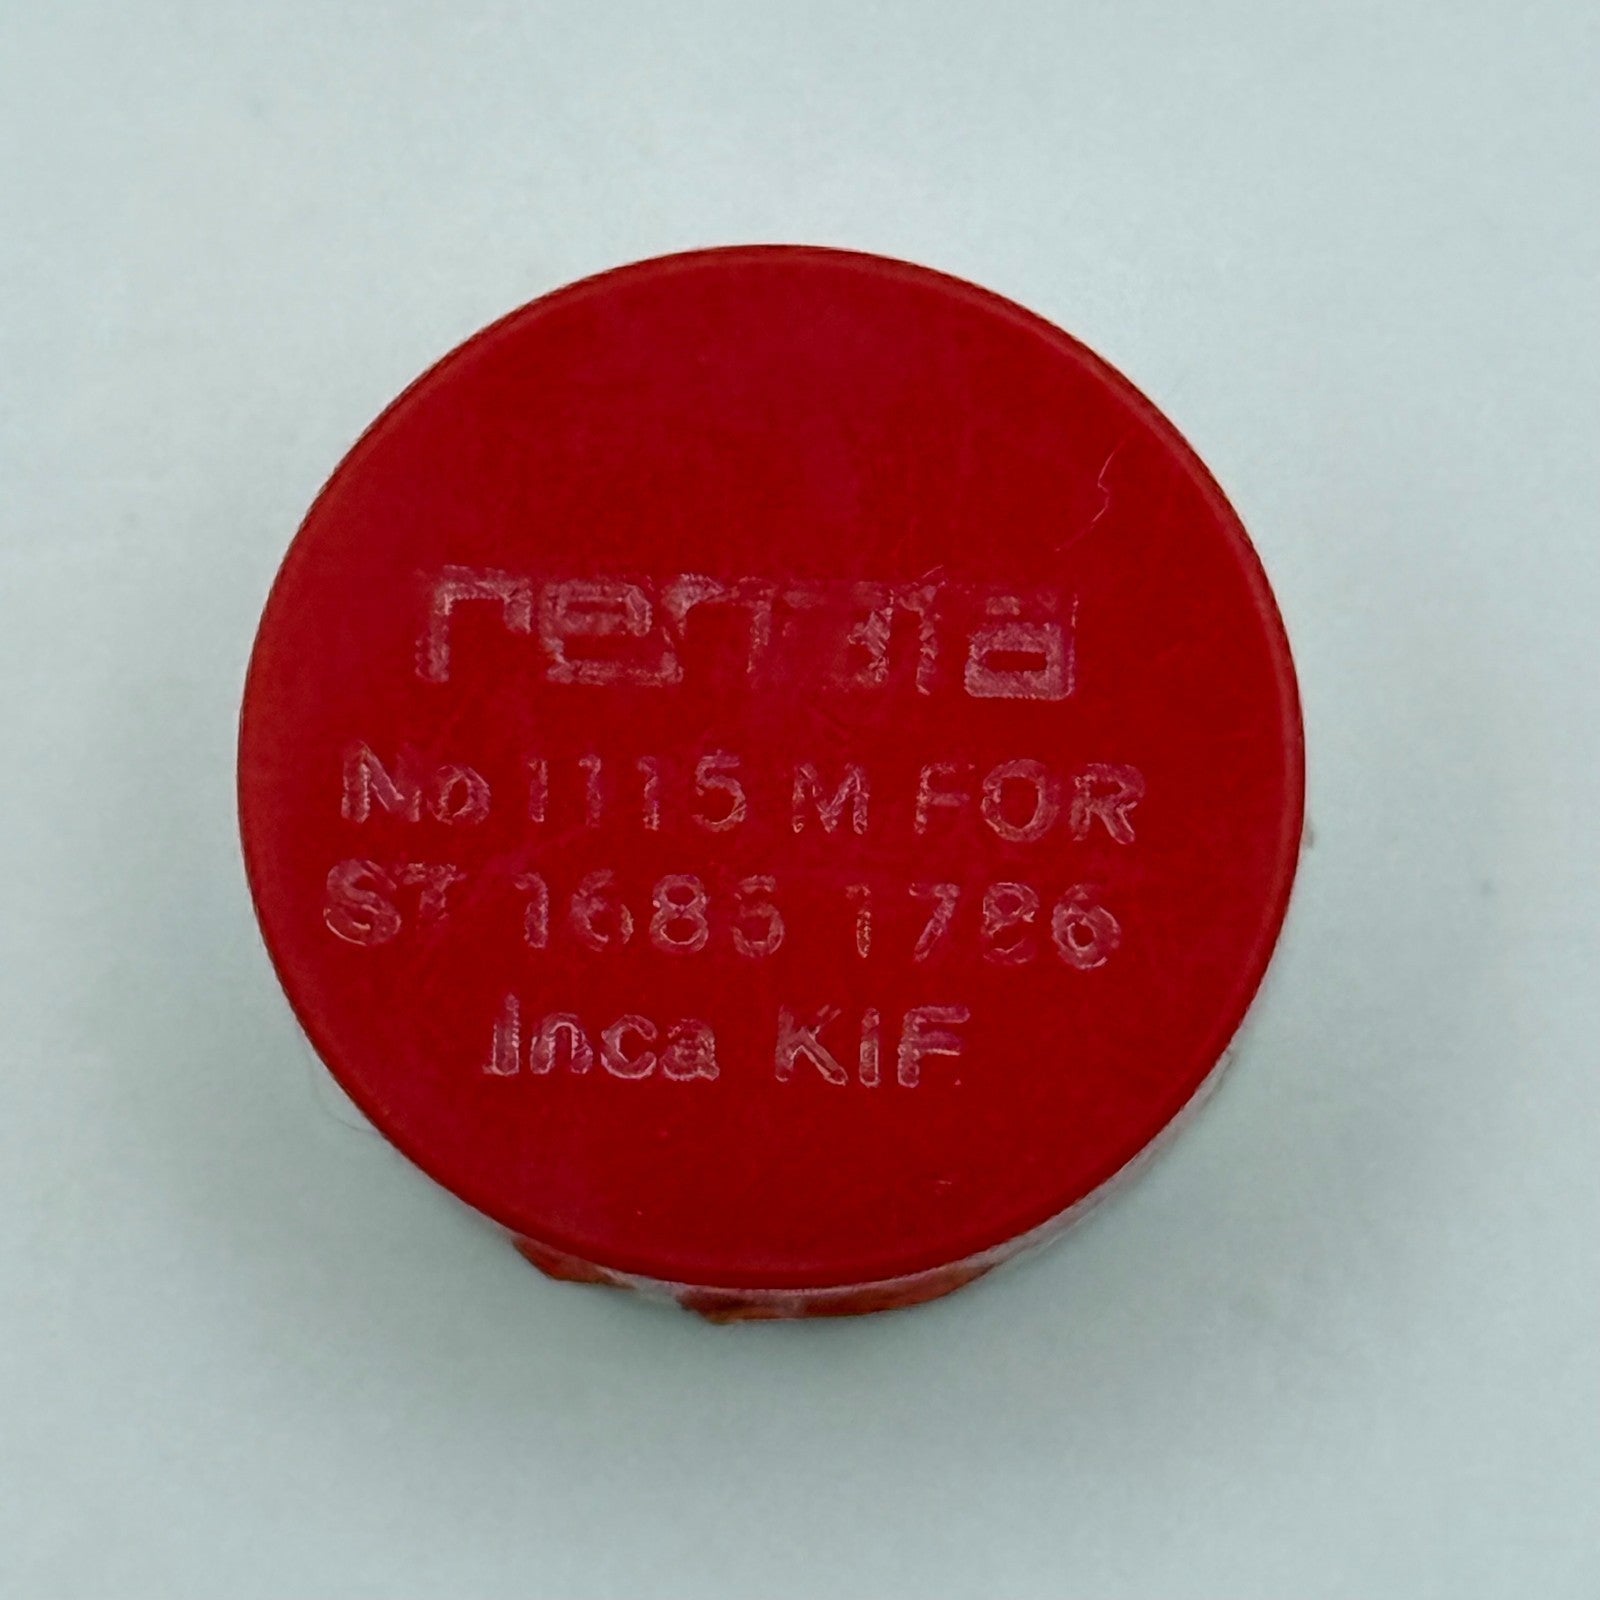 renata
No 1115 M FOR
ST 1686 1786
Inca KIF